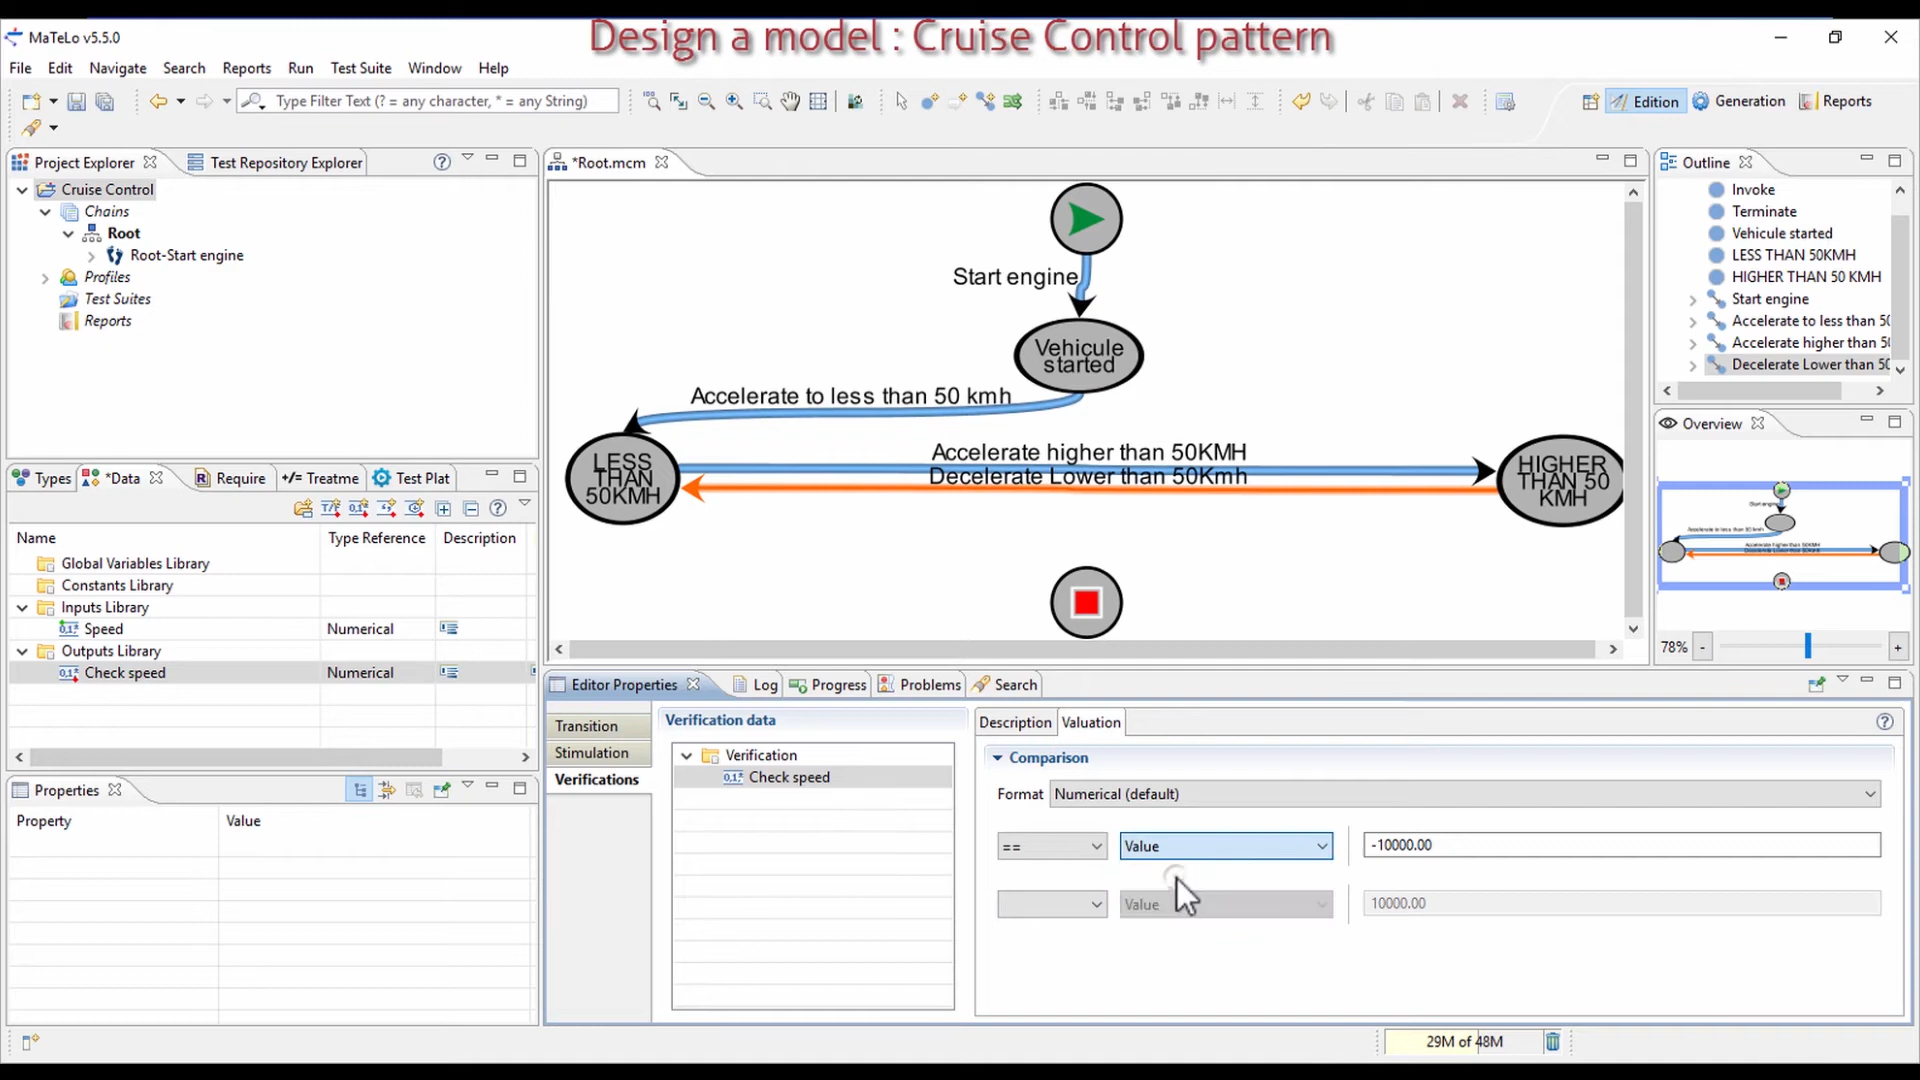 Design a model : Cruise Control pattern
MaTeLo v5.5.0
File Edit Navigate Search Reports Run Test Suite Window Help
Type Filter Text (? = any character, * = any String)
Edition Generation Reports
Project Explorer Test Repository Explorer
Cruise Control
Chains
Root
Root-Start engine
Profiles
Test Suites
Reports
*Root.mcm
Start engine
Vehicule
started
Accelerate to less than 50 kmh
Accelerate higher than 50KMH
Decelerate Lower than 50Kmh
LESS
THAN
50KMH
HIGHER
THAN 50
KMH
Outline
Invoke
Terminate
Vehicule started
LESS THAN 50KMH
HIGHER THAN 50 KMH
Start engine
Accelerate to less than 50
Accelerate higher than 50
Decelerate Lower than 50
Overview
78% - +
Types *Data Require +/= Treatme Test Plat
Name Type Reference Description
Global Variables Library
Constants Library
Inputs Library
Speed Numerical
Outputs Library
Check speed Numerical
Properties
Property Value
Editor Properties Log Progress Problems Search
Transition
Stimulation
Verifications
Verification data
Verification
Check speed
Description Valuation
Comparison
Format Numerical (default)
== Value -10000.00
Value 10000.00
29M of 48M